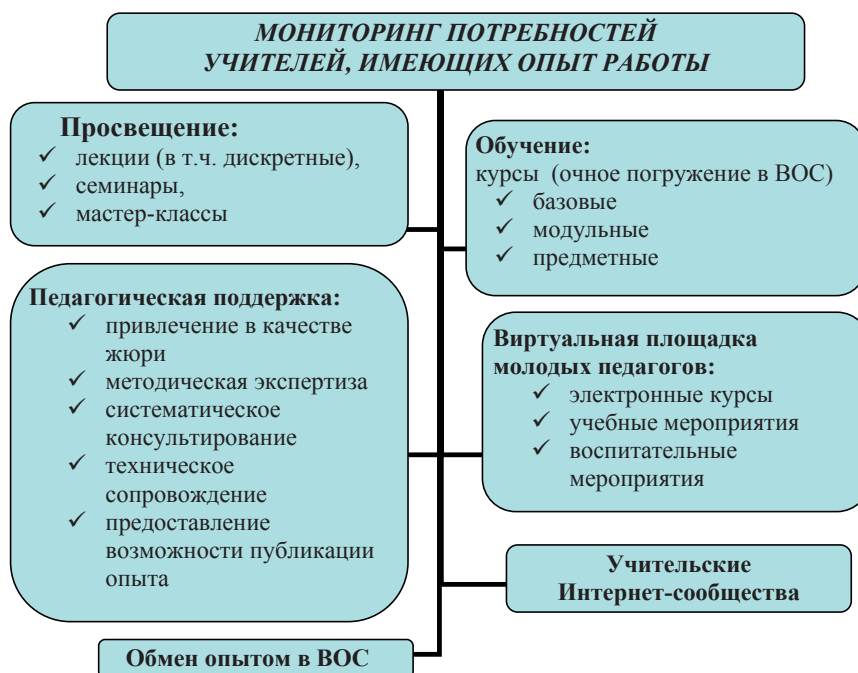 МОНИТОРИНГ ПОТРЕБНОСТЕЙ
УЧИТЕЛЕЙ, ИМЕЮЩИХ ОПЫТ РАБОТЫ
Просвещение:
✓ лекции (в т.ч. дискретные),
✓ семинары,
✓ мастер-классы
Обучение:
курсы (очное погружение в ВОС)
✓ базовые
✓ модульные
✓ предметные
Педагогическая поддержка:
✓ привлечение в качестве
жюри
✓ методическая экспертиза
✓ систематическое
консультирование
✓ техническое
сопровождение
✓ предоставление
возможности публикации
опыта
Виртуальная площадка
молодых педагогов:
✓ электронные курсы
✓ учебные мероприятия
✓ воспитательные
мероприятия
Учительские
Интернет-сообщества
Обмен опытом в ВОС